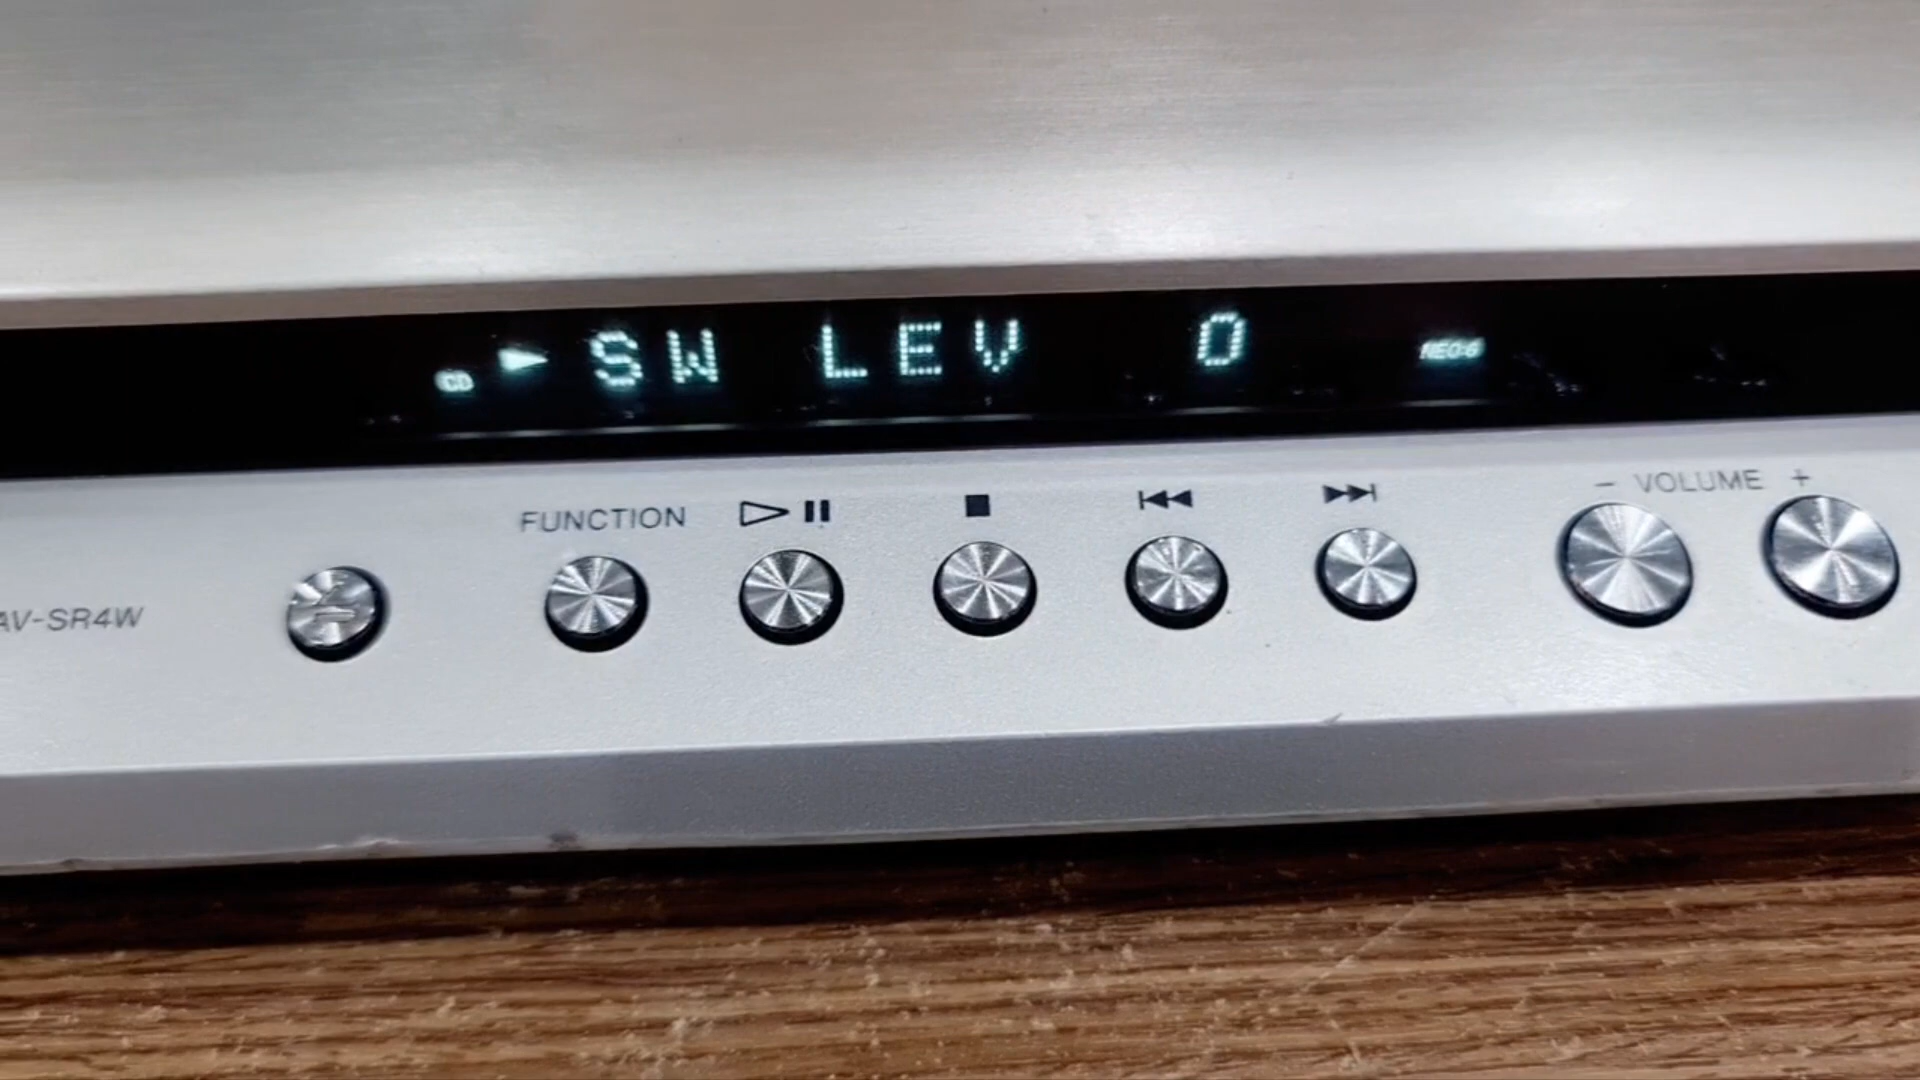 CD SW LEV 0 NEO:6
FUNCTION
- VOLUME +
AV-SR4W